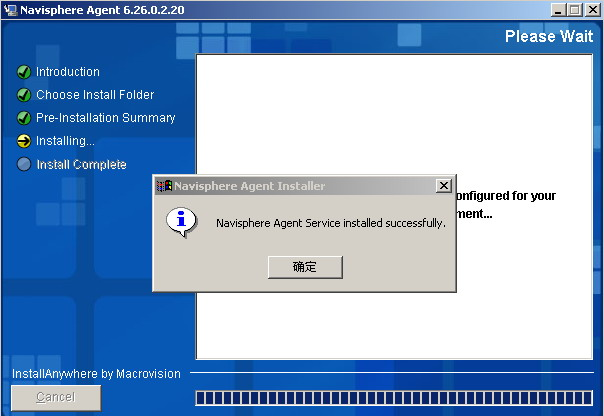 Navisphere Agent 6.26.0.2.20
Please Wait
Introduction
Choose Install Folder
Pre-Installation Summary
Installing...
Install Complete
Navisphere Agent Installer
onfigured for your
ment...
Navisphere Agent Service installed successfully.
确定
InstallAnywhere by Macrovision
Cancel